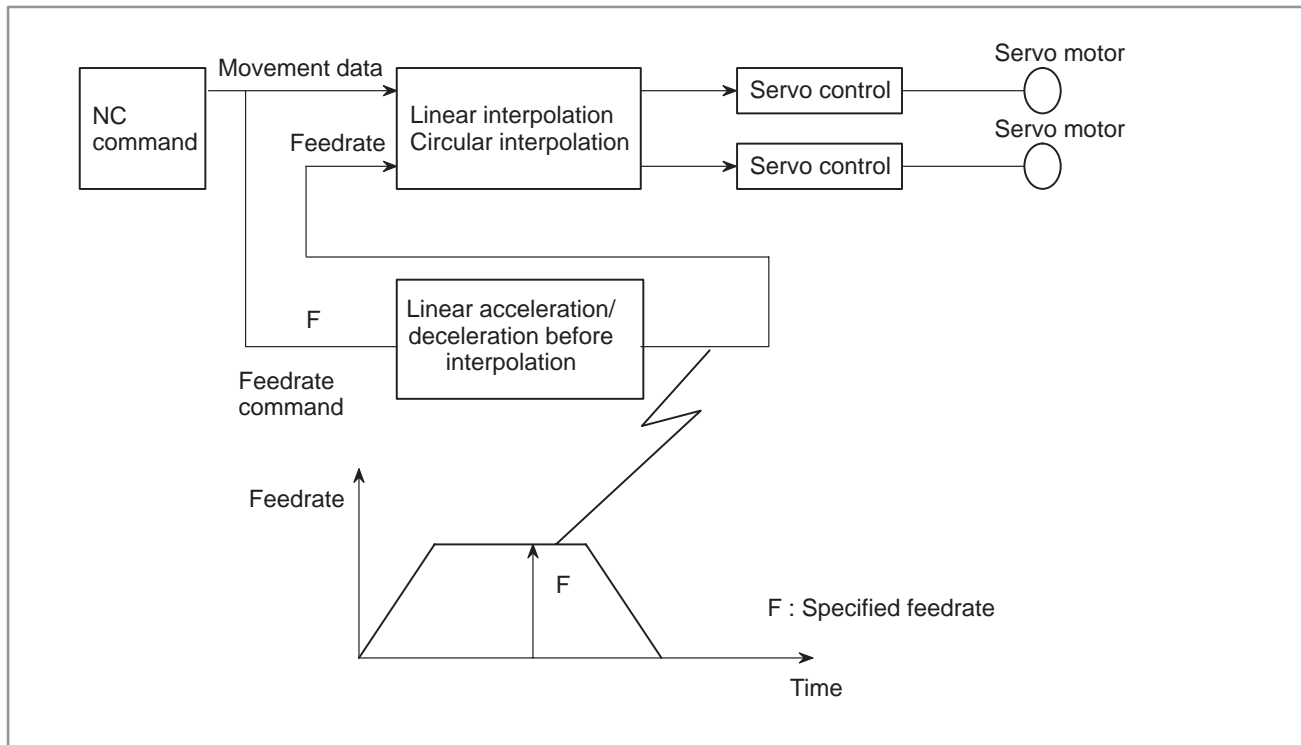 Movement data
NC
command
Linear interpolation
Circular interpolation
Feedrate
Servo control
Servo motor
Servo control
Servo motor
F
Linear acceleration/
deceleration before
interpolation
Feedrate
command
Feedrate
F
F : Specified feedrate
Time